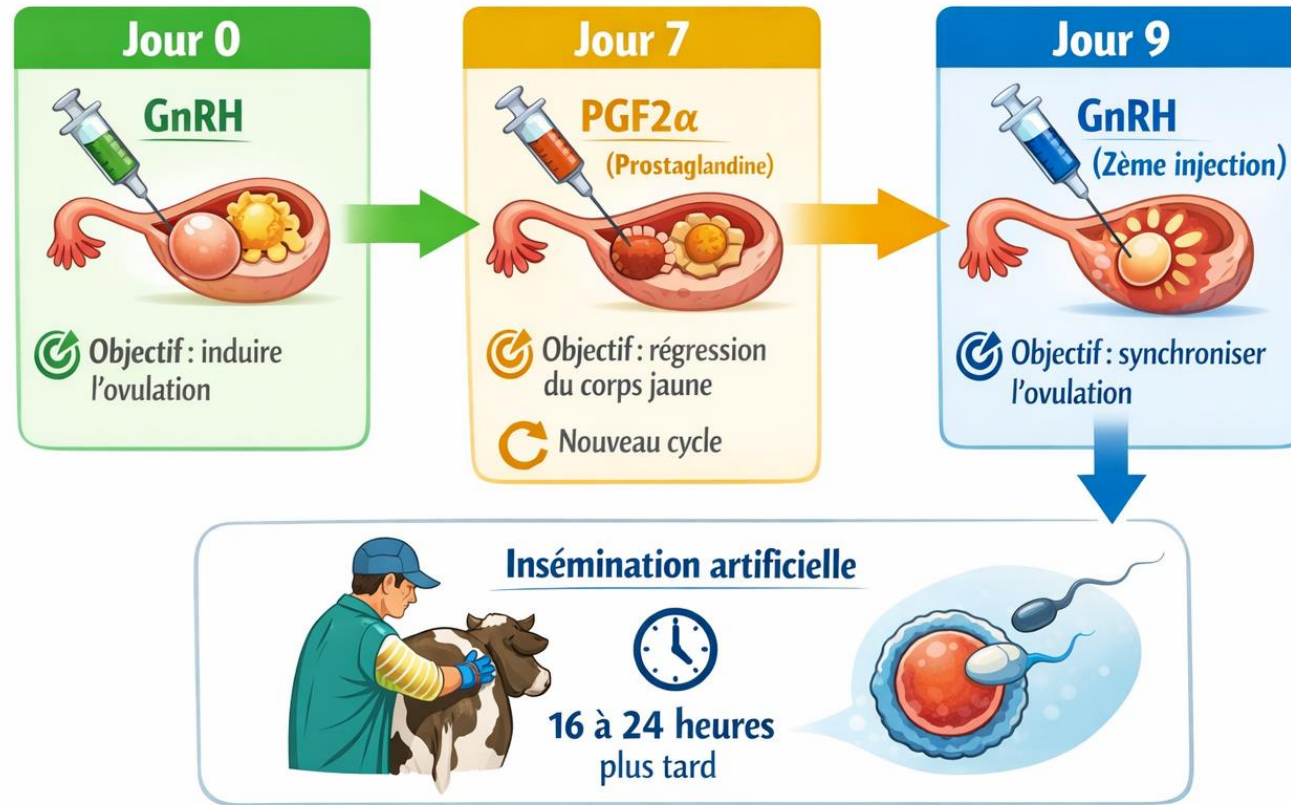 Jour 0
GnRH
Objectif : induire
l'ovulation
Jour 7
PGF2α
(Prostaglandine)
Objectif : régression
du corps jaune
Nouveau cycle
Jour 9
GnRH
(Zème injection)
Objectif : synchroniser
l'ovulation
Insémination artificielle
16 à 24 heures
plus tard